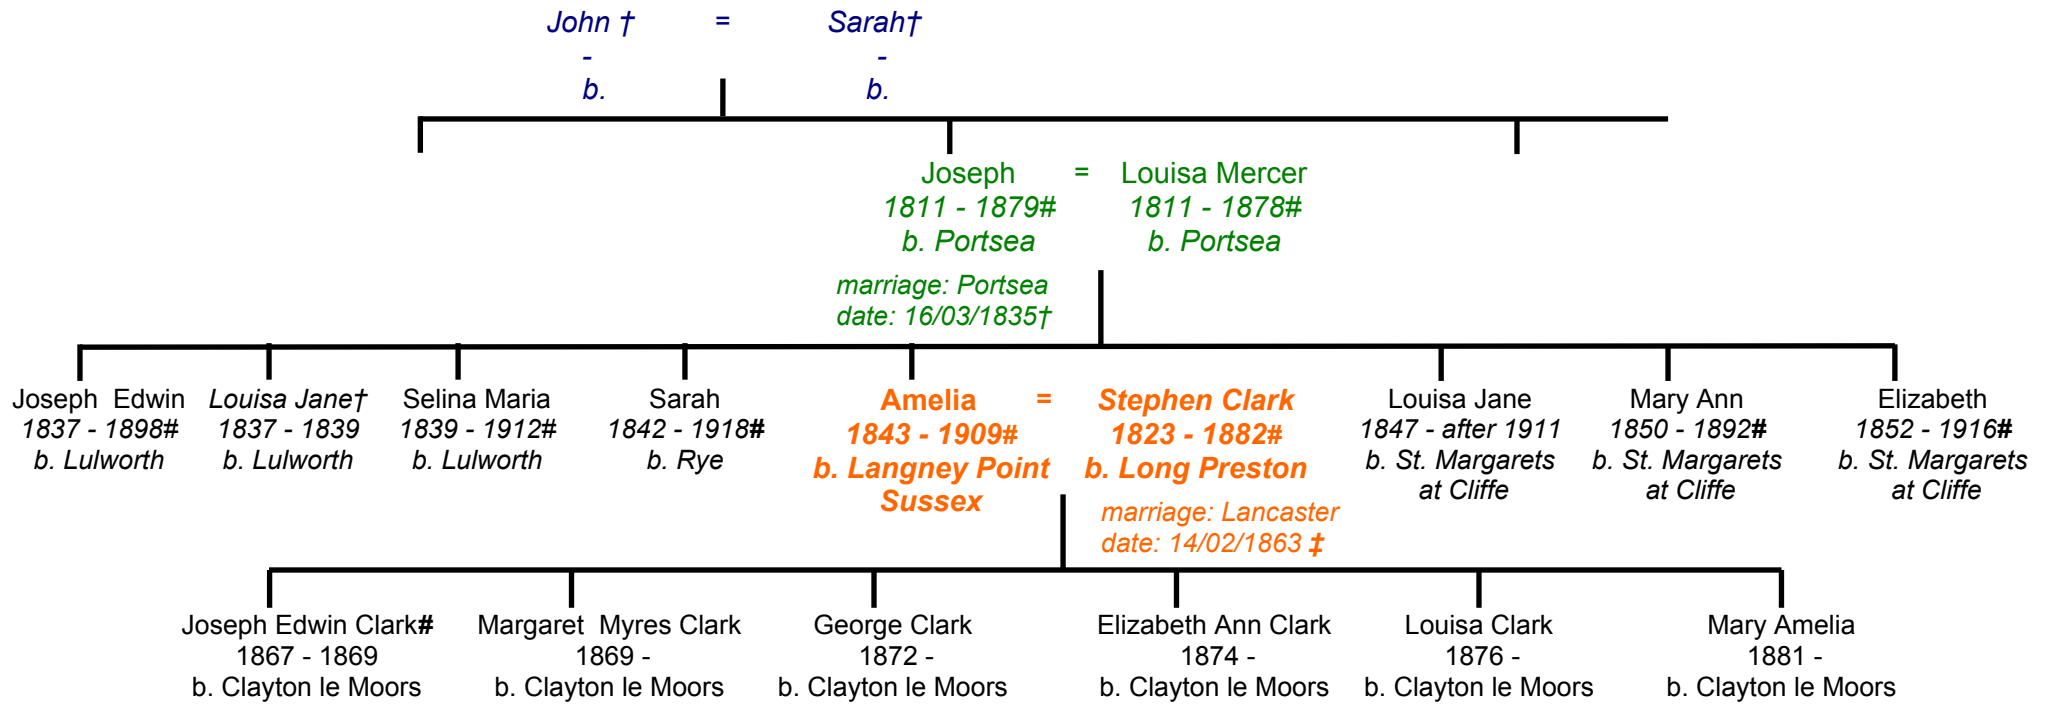 John † = Sarah†
- -
b. b.
Joseph = Louisa Mercer
1811 - 1879# 1811 - 1878#
b. Portsea b. Portsea
marriage: Portsea
date: 16/03/1835†
Joseph Edwin Louisa Jane† Selina Maria Sarah Amelia = Stephen Clark Louisa Jane Mary Ann Elizabeth
1837 - 1898# 1837 - 1839 1839 - 1912# 1842 - 1918# 1843 - 1909# 1823 - 1882# 1847 - after 1911 1850 - 1892# 1852 - 1916#
b. Lulworth b. Lulworth b. Lulworth b. Rye b. Langney Point b. Long Preston b. St. Margarets b. St. Margarets b. St. Margarets
Sussex at Cliffe at Cliffe at Cliffe
marriage: Lancaster
date: 14/02/1863 ‡
Joseph Edwin Clark# Margaret Myres Clark George Clark Elizabeth Ann Clark Louisa Clark Mary Amelia
1867 - 1869 1869 - 1872 - 1874 - 1876 - 1881 -
b. Clayton le Moors b. Clayton le Moors b. Clayton le Moors b. Clayton le Moors b. Clayton le Moors b. Clayton le Moors